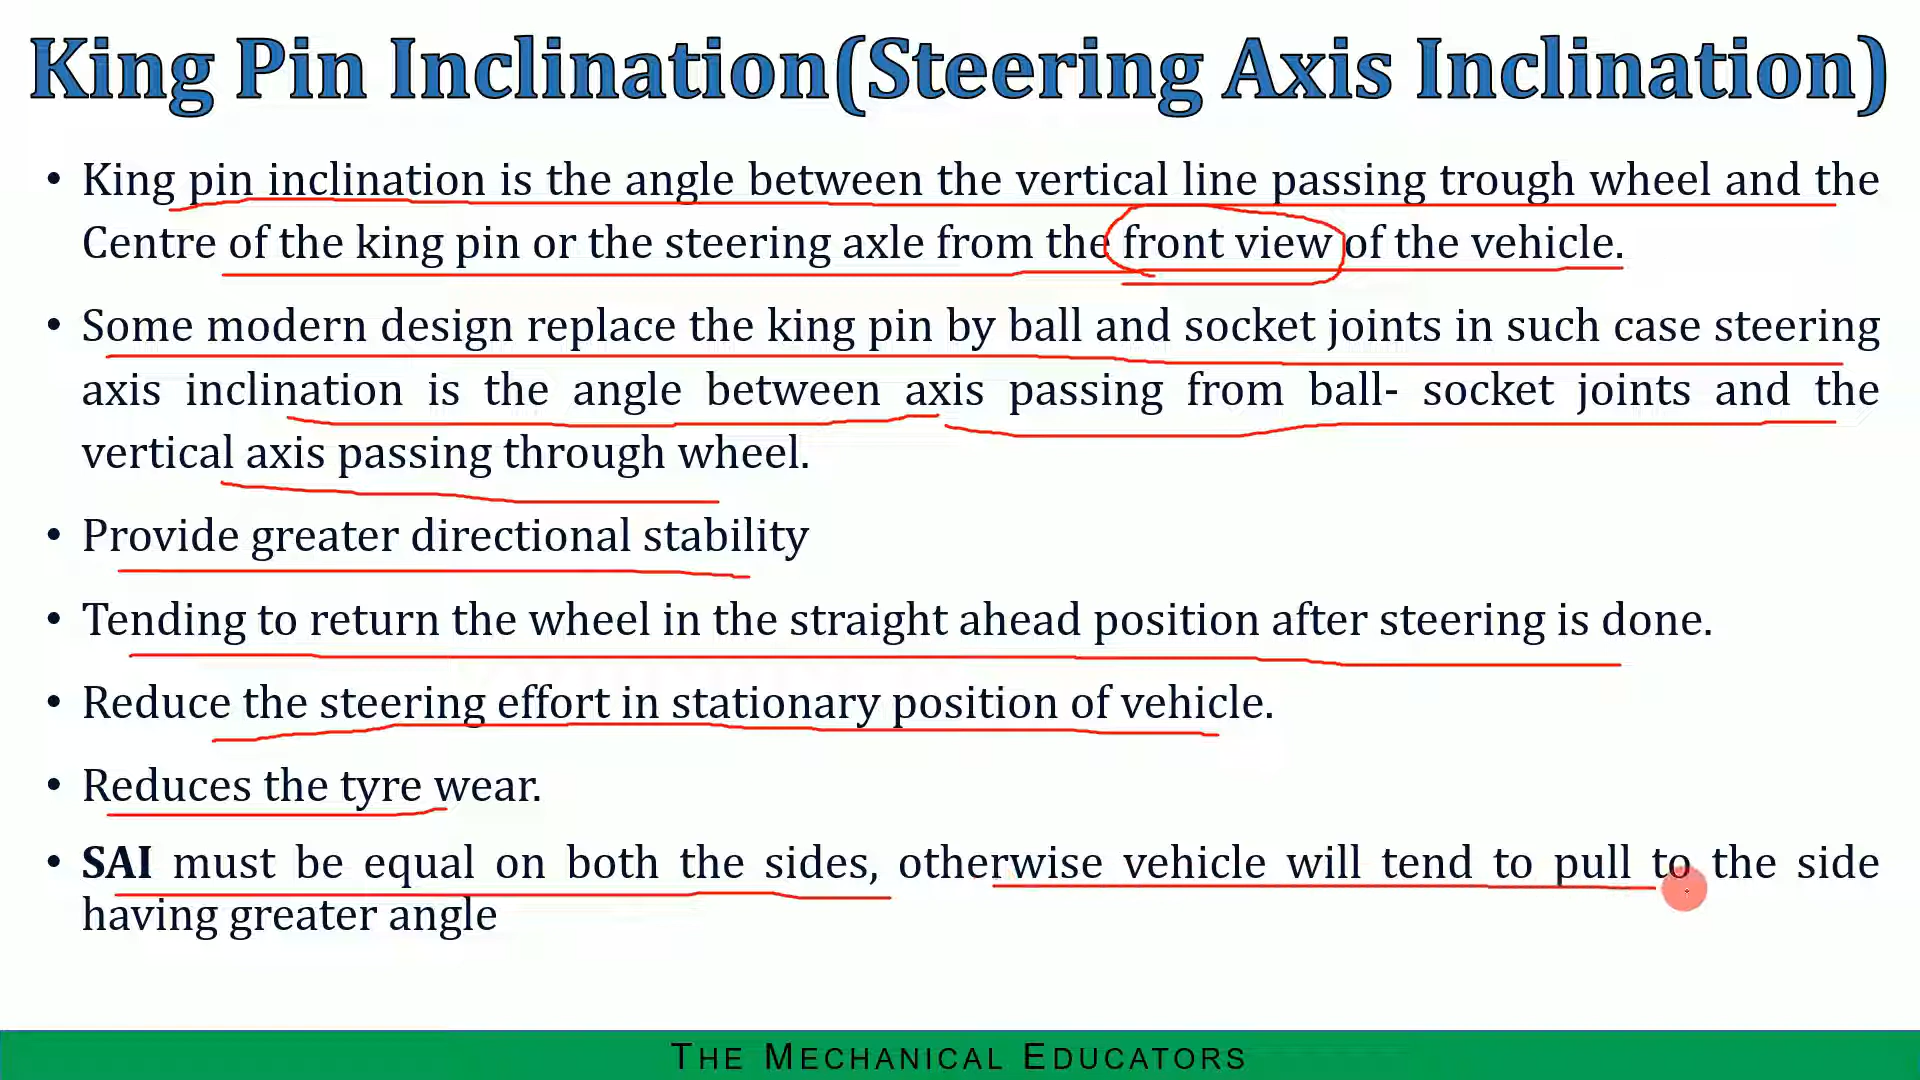 King Pin Inclination(Steering Axis Inclination)
• King pin inclination is the angle between the vertical line passing trough wheel and the
Centre of the king pin or the steering axle from the front view of the vehicle.
• Some modern design replace the king pin by ball and socket joints in such case steering
axis inclination is the angle between axis passing from ball- socket joints and the
vertical axis passing through wheel.
• Provide greater directional stability
• Tending to return the wheel in the straight ahead position after steering is done.
• Reduce the steering effort in stationary position of vehicle.
• Reduces the tyre wear.
• SAI must be equal on both the sides, otherwise vehicle will tend to pull to the side
having greater angle
THE MECHANICAL EDUCATORS